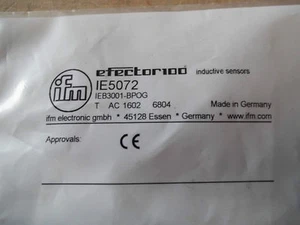 ifm efector100 inductive sensors
IE5072
IEB3001-BPOG
T AC 1602 6804 Made in Germany
ifm electronic gmbh * 45128 Essen * Germany * www.ifm.com
Approvals: CE